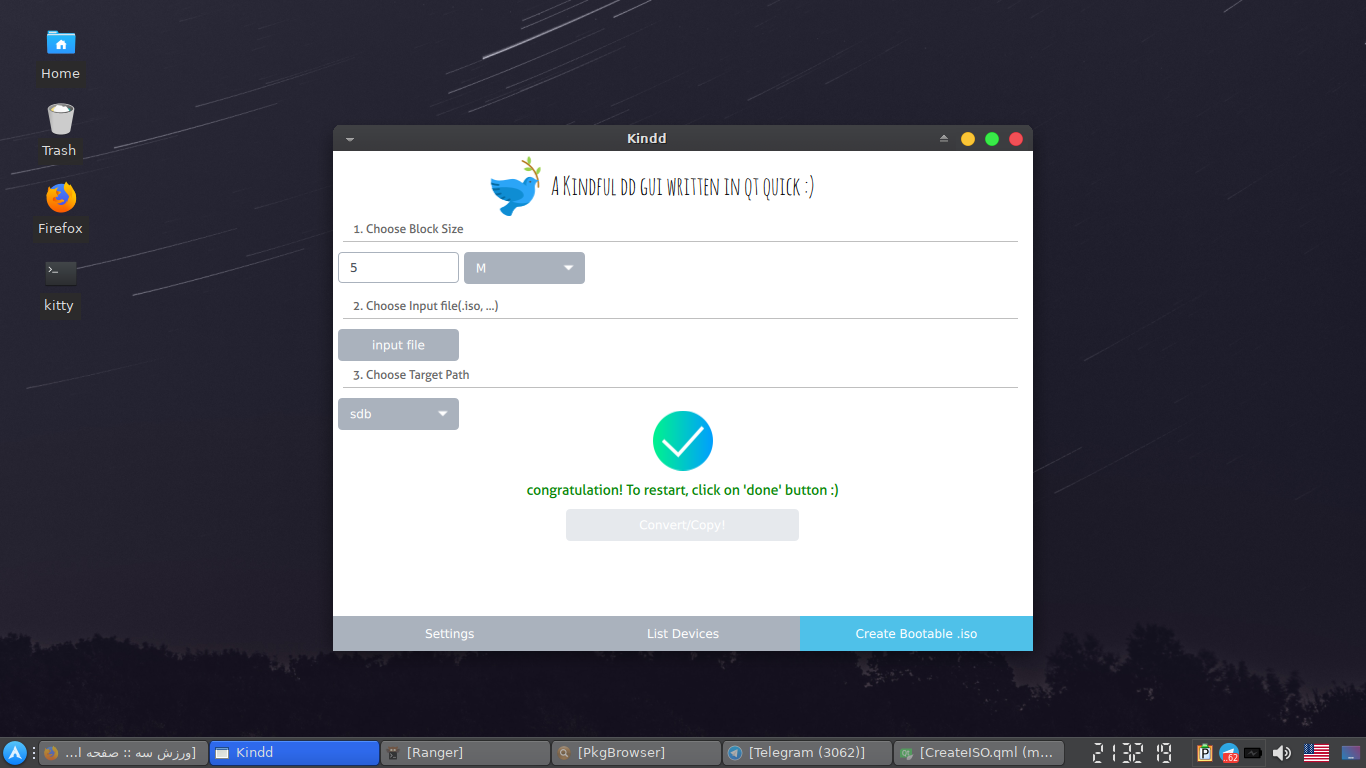 Home
Trash
Firefox
kitty
Kindd
A Kindful dd gui written in qt quick :)
1. Choose Block Size
5
M
2. Choose Input file(.iso, ...)
input file
3. Choose Target Path
sdb
congratulation! To restart, click on 'done' button :)
Convert/Copy!
Settings
List Devices
Create Bootable .iso
[ورزش سه :: صفحه ا...
Kindd
[Ranger]
[PkgBrowser]
[Telegram (3062)]
[CreateISO.qml (m...
21 32 19
..62